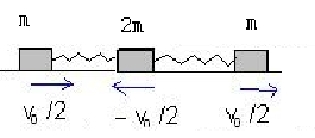 m 2m m
v₀ /2 - v₀ /2 v₀ /2